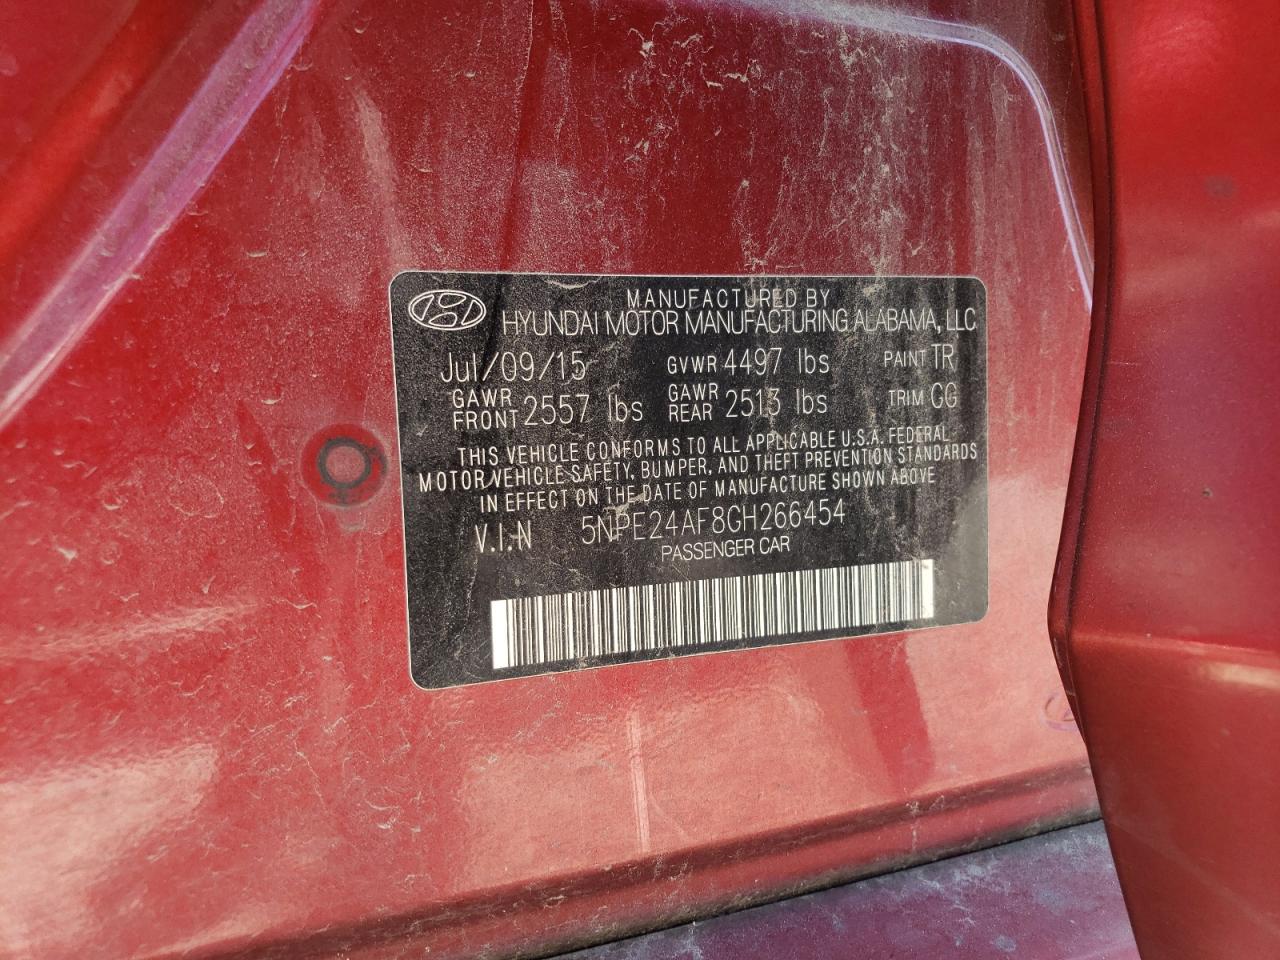 MANUFACTURED BY
HYUNDAI MOTOR MANUFACTURING ALABAMA, LLC
Jul/09/15 GVWR 4497 lbs PAINT TR
GAWR FRONT 2557 lbs GAWR REAR 2513 lbs TRIM CG
THIS VEHICLE CONFORMS TO ALL APPLICABLE U.S.A. FEDERAL
MOTOR VEHICLE SAFETY, BUMPER, AND THEFT PREVENTION STANDARDS
IN EFFECT ON THE DATE OF MANUFACTURE SHOWN ABOVE
V.I.N 5NPE24AF8GH266454
PASSENGER CAR